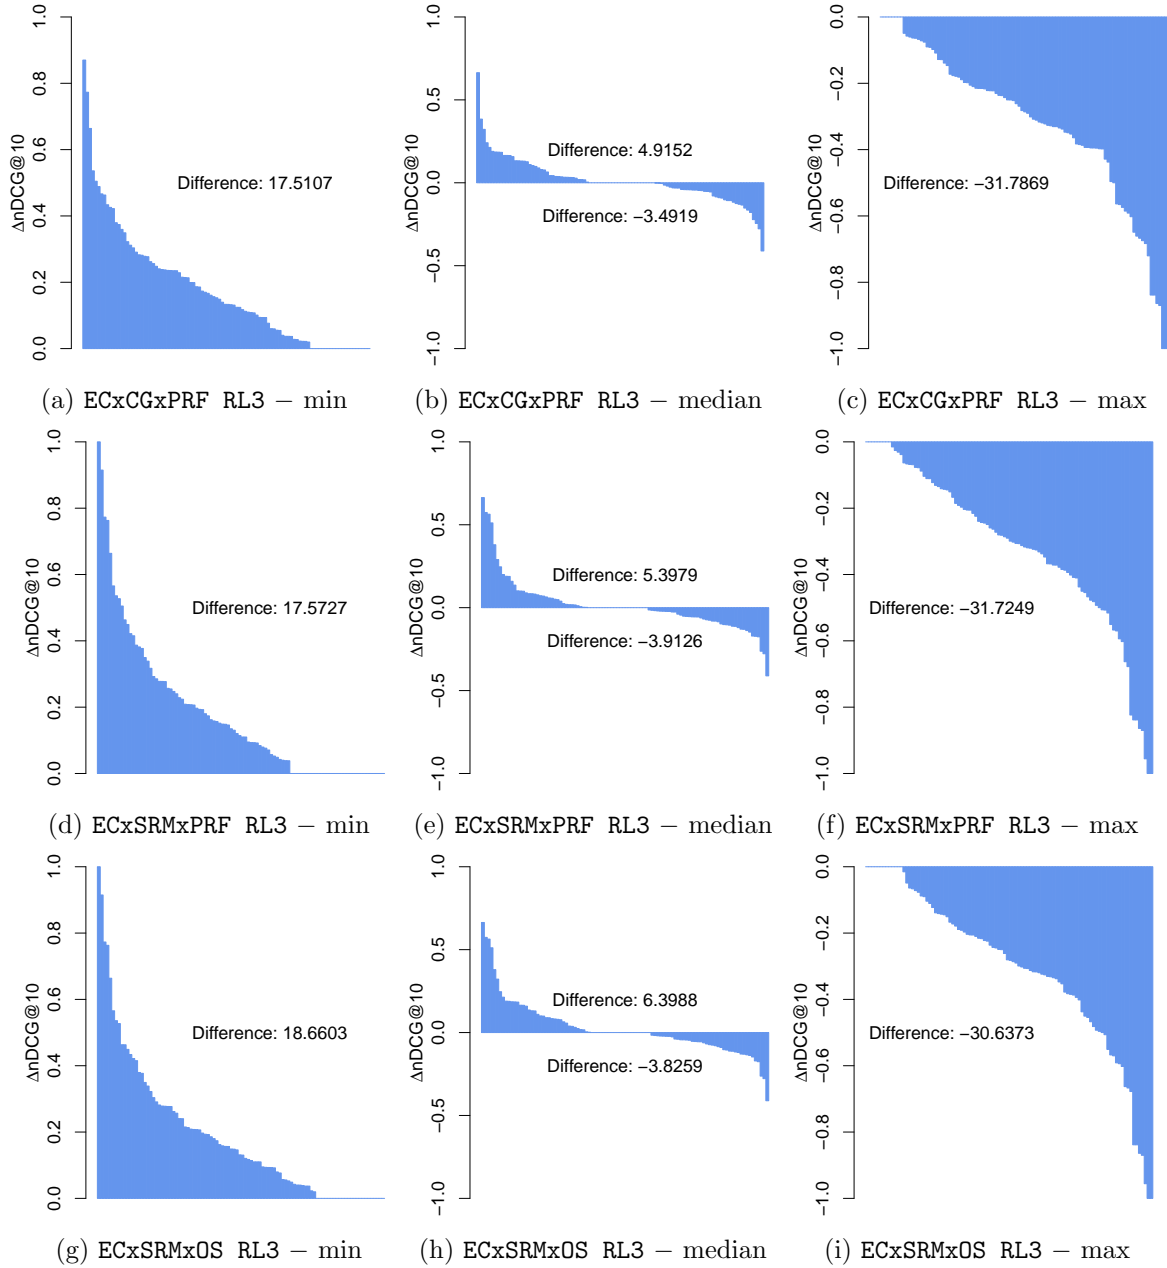 ΔnDCG@10
0.0 0.2 0.4 0.6 0.8 1.0
Difference: 17.5107
(a) ECxCGxPRF RL3 − min
ΔnDCG@10
−1.0 −0.5 0.0 0.5 1.0
Difference: 4.9152
Difference: −3.4919
(b) ECxCGxPRF RL3 − median
ΔnDCG@10
−1.0 −0.8 −0.6 −0.4 −0.2 0.0
Difference: −31.7869
(c) ECxCGxPRF RL3 − max
ΔnDCG@10
0.0 0.2 0.4 0.6 0.8 1.0
Difference: 17.5727
(d) ECxSRMxPRF RL3 − min
ΔnDCG@10
−1.0 −0.5 0.0 0.5 1.0
Difference: 5.3979
Difference: −3.9126
(e) ECxSRMxPRF RL3 − median
ΔnDCG@10
−1.0 −0.8 −0.6 −0.4 −0.2 0.0
Difference: −31.7249
(f) ECxSRMxPRF RL3 − max
ΔnDCG@10
0.0 0.2 0.4 0.6 0.8 1.0
Difference: 18.6603
(g) ECxSRMxOS RL3 − min
ΔnDCG@10
−1.0 −0.5 0.0 0.5 1.0
Difference: 6.3988
Difference: −3.8259
(h) ECxSRMxOS RL3 − median
ΔnDCG@10
−1.0 −0.8 −0.6 −0.4 −0.2 0.0
Difference: −30.6373
(i) ECxSRMxOS RL3 − max